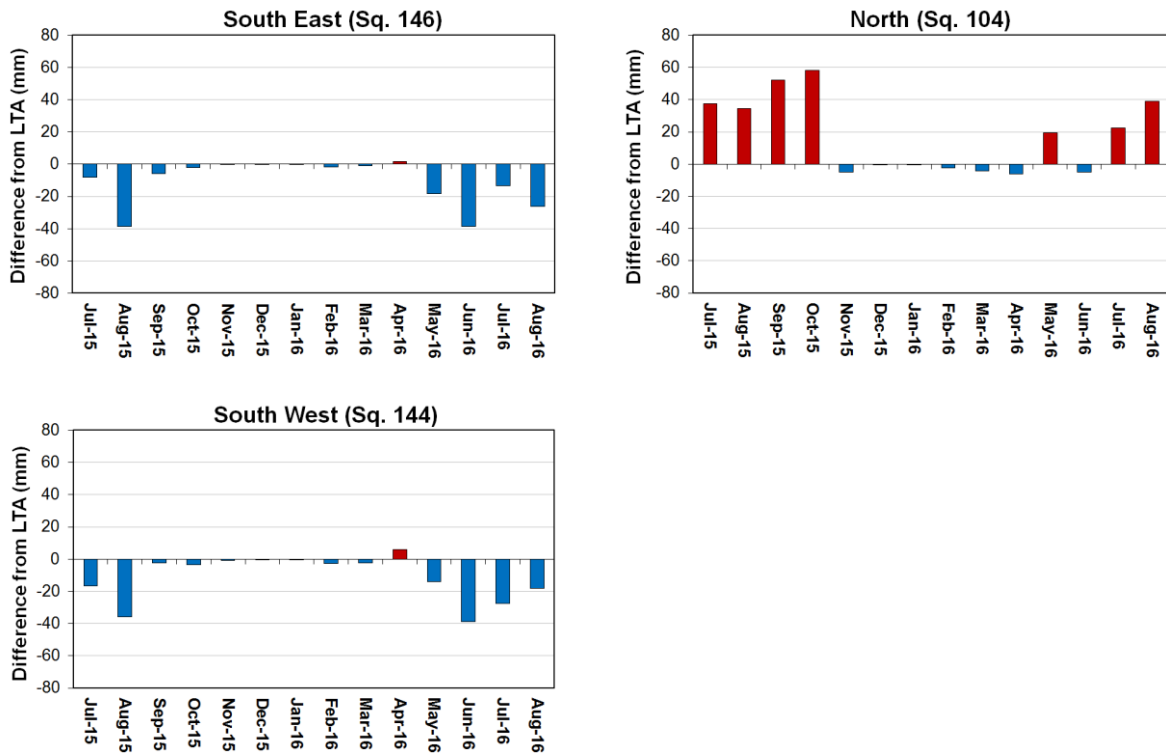 South East (Sq. 146)
Difference from LTA (mm)
80
60
40
20
0
-20
-40
-60
-80
Jul-15
Aug-15
Sep-15
Oct-15
Nov-15
Dec-15
Jan-16
Feb-16
Mar-16
Apr-16
May-16
Jun-16
Jul-16
Aug-16
North (Sq. 104)
Difference from LTA (mm)
80
60
40
20
0
-20
-40
-60
-80
Jul-15
Aug-15
Sep-15
Oct-15
Nov-15
Dec-15
Jan-16
Feb-16
Mar-16
Apr-16
May-16
Jun-16
Jul-16
Aug-16
South West (Sq. 144)
Difference from LTA (mm)
80
60
40
20
0
-20
-40
-60
-80
Jul-15
Aug-15
Sep-15
Oct-15
Nov-15
Dec-15
Jan-16
Feb-16
Mar-16
Apr-16
May-16
Jun-16
Jul-16
Aug-16